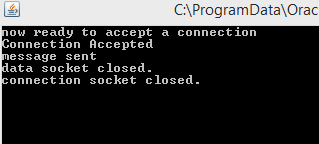 C:\ProgramData\Orac
now ready to accept a connection
Connection Accepted
message sent
data socket closed.
connection socket closed.